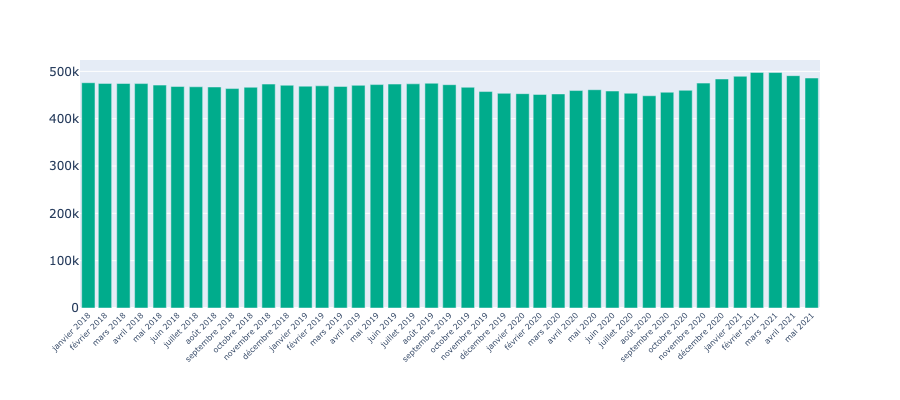 500k
400k
300k
200k
100k
0
janvier 2018
février 2018
mars 2018
avril 2018
mai 2018
juin 2018
juillet 2018
août 2018
septembre 2018
octobre 2018
novembre 2018
décembre 2018
janvier 2019
février 2019
mars 2019
avril 2019
mai 2019
juin 2019
juillet 2019
août 2019
septembre 2019
octobre 2019
novembre 2019
décembre 2019
janvier 2020
février 2020
mars 2020
avril 2020
mai 2020
juin 2020
juillet 2020
août 2020
septembre 2020
octobre 2020
novembre 2020
décembre 2020
janvier 2021
février 2021
mars 2021
avril 2021
mai 2021